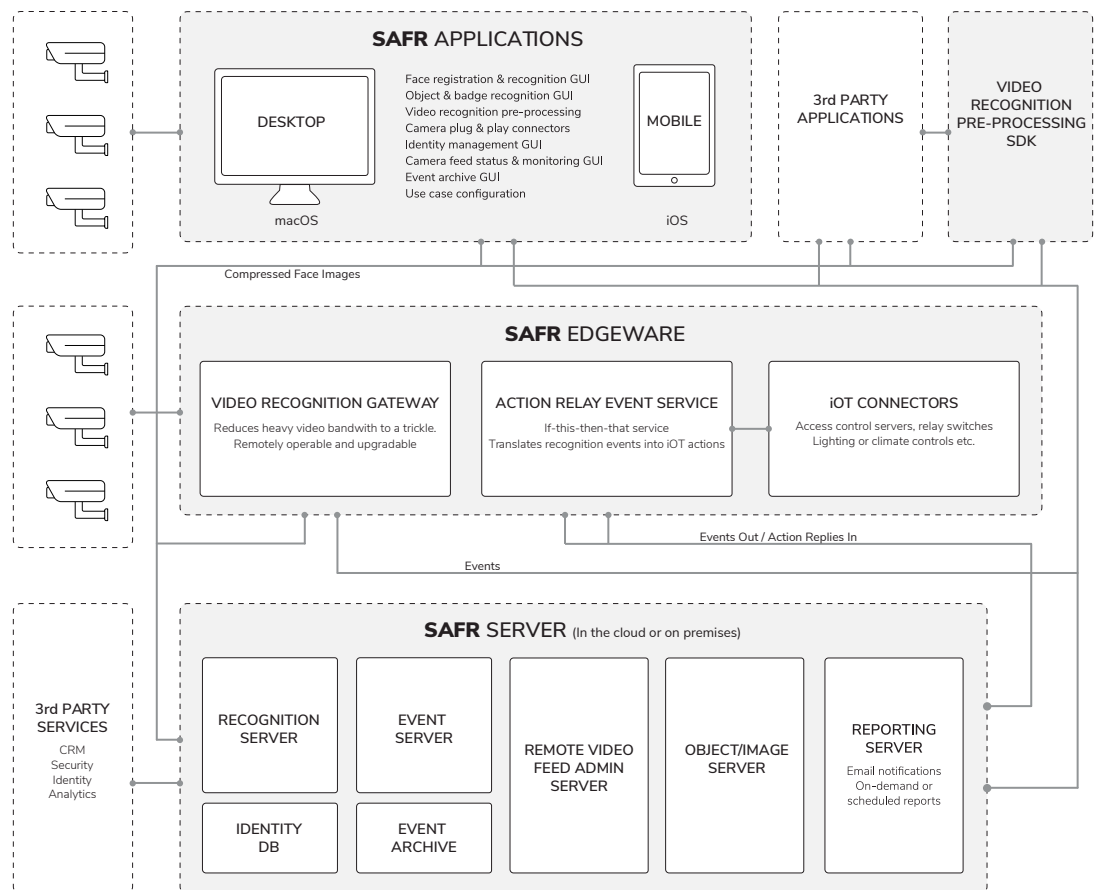 SAFR APPLICATIONS
DESKTOP
macOS
Face registration & recognition GUI
Object & badge recognition GUI
Video recognition pre-processing
Camera plug & play connectors
Identity management GUI
Camera feed status & monitoring GUI
Event archive GUI
Use case configuration
MOBILE
iOS
3rd PARTY
APPLICATIONS
VIDEO
RECOGNITION
PRE-PROCESSING
SDK
Compressed Face Images
SAFR EDGEWARE
VIDEO RECOGNITION GATEWAY
Reduces heavy video bandwith to a trickle.
Remotely operable and upgradable
ACTION RELAY EVENT SERVICE
If-this-then-that service
Translates recognition events into iOT actions
iOT CONNECTORS
Access control servers, relay switches
Lighting or climate controls etc.
Events Out / Action Replies In
Events
3rd PARTY
SERVICES
CRM
Security
Identity
Analytics
SAFR SERVER (In the cloud or on premises)
RECOGNITION
SERVER
IDENTITY
DB
EVENT
SERVER
EVENT
ARCHIVE
REMOTE VIDEO
FEED ADMIN
SERVER
OBJECT/IMAGE
SERVER
REPORTING
SERVER
Email notifications
On-demand or
scheduled reports